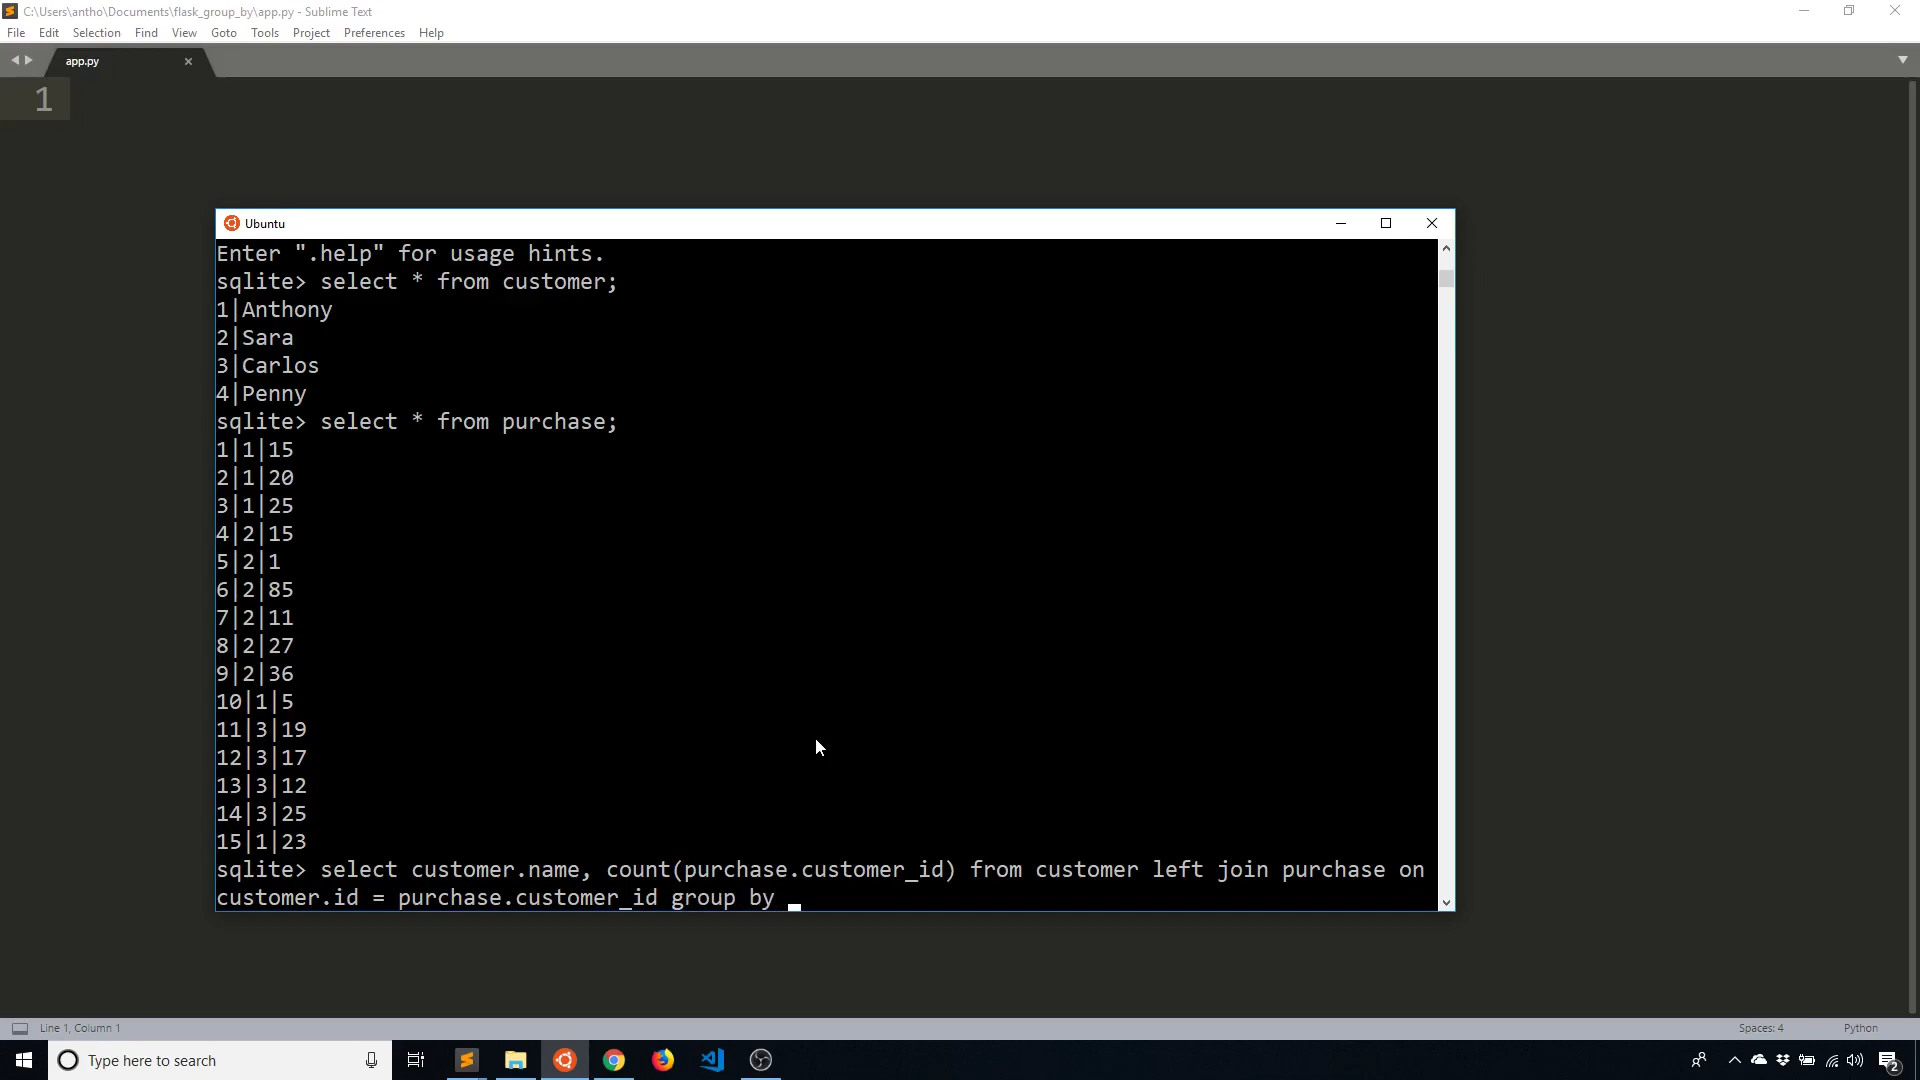 C:\Users\antho\Documents\flask_group_by\app.py - Sublime Text
File Edit Selection Find View Goto Tools Project Preferences Help
app.py
1
Ubuntu
Enter ".help" for usage hints.
sqlite> select * from customer;
1|Anthony
2|Sara
3|Carlos
4|Penny
sqlite> select * from purchase;
1|1|15
2|1|20
3|1|25
4|2|15
5|2|1
6|2|85
7|2|11
8|2|27
9|2|36
10|1|5
11|3|19
12|3|17
13|3|12
14|3|25
15|1|23
sqlite> select customer.name, count(purchase.customer_id) from customer left join purchase on
customer.id = purchase.customer_id group by
Line 1, Column 1
Spaces: 4
Python
Type here to search
2